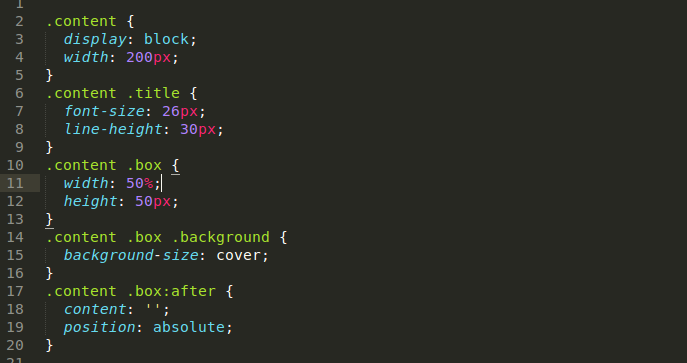 1
2 .content {
3   display: block;
4   width: 200px;
5 }
6 .content .title {
7   font-size: 26px;
8   line-height: 30px;
9 }
10 .content .box {
11   width: 50%;
12   height: 50px;
13 }
14 .content .box .background {
15   background-size: cover;
16 }
17 .content .box:after {
18   content: '';
19   position: absolute;
20 }
21